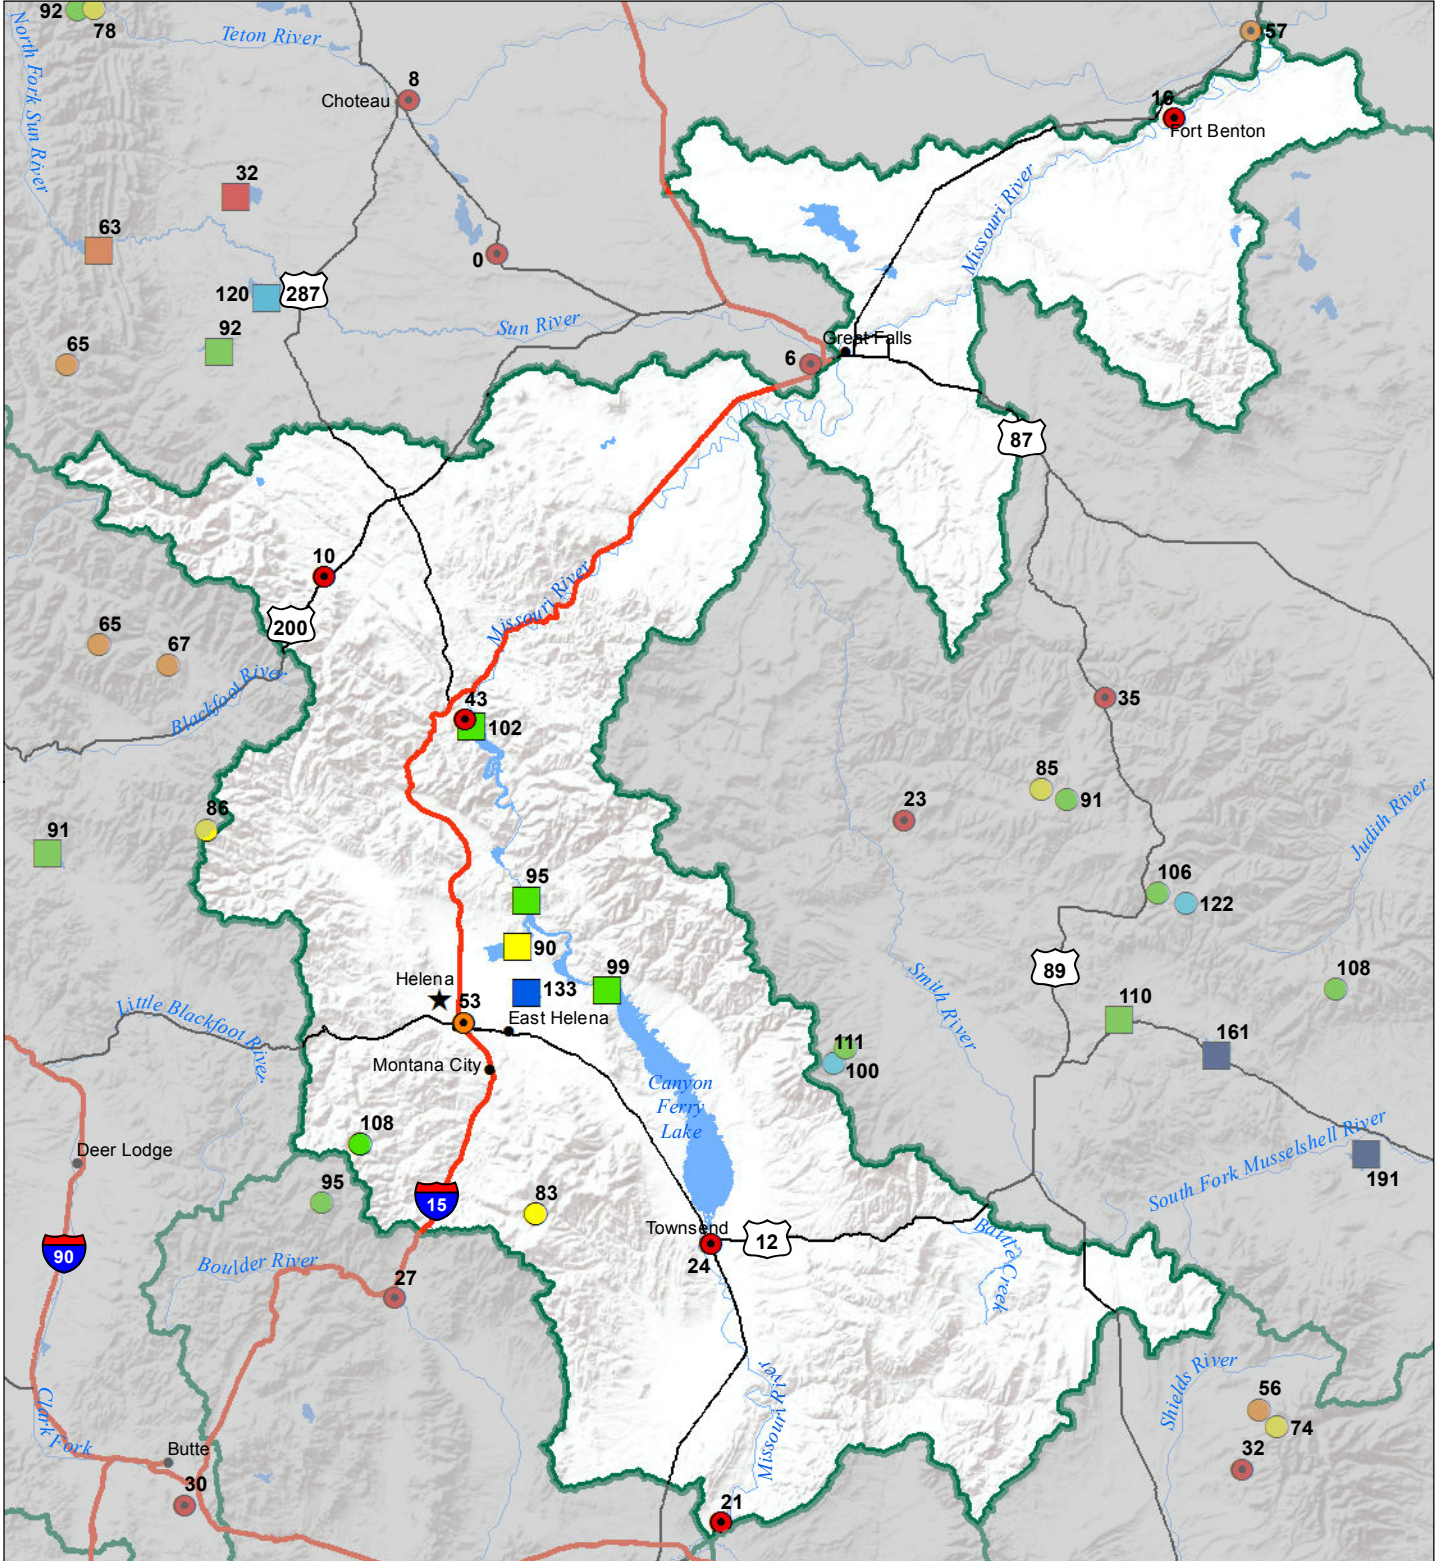 92
78
Teton River
57
North Fork Sun River
8
Choteau
16
Fort Benton
32
63
Missouri River
0
120
287
92
Sun River
65
Great Falls
6
87
10
200
Missouri River
65
67
Blackfoot River
43
102
35
85
91
23
86
91
Judith River
95
106
122
90
89
99
Helena
133
108
53
East Helena
Smith River
110
Little Blackfoot River
111
100
161
Montana City
Canyon
Ferry
Lake
108
Deer Lodge
South Fork Musselshell River
191
95
15
83
Townsend
12
Battle Creek
90
Boulder River
24
27
Missouri River
Shields River
56
74
Clark Fork
Butte
32
30
21